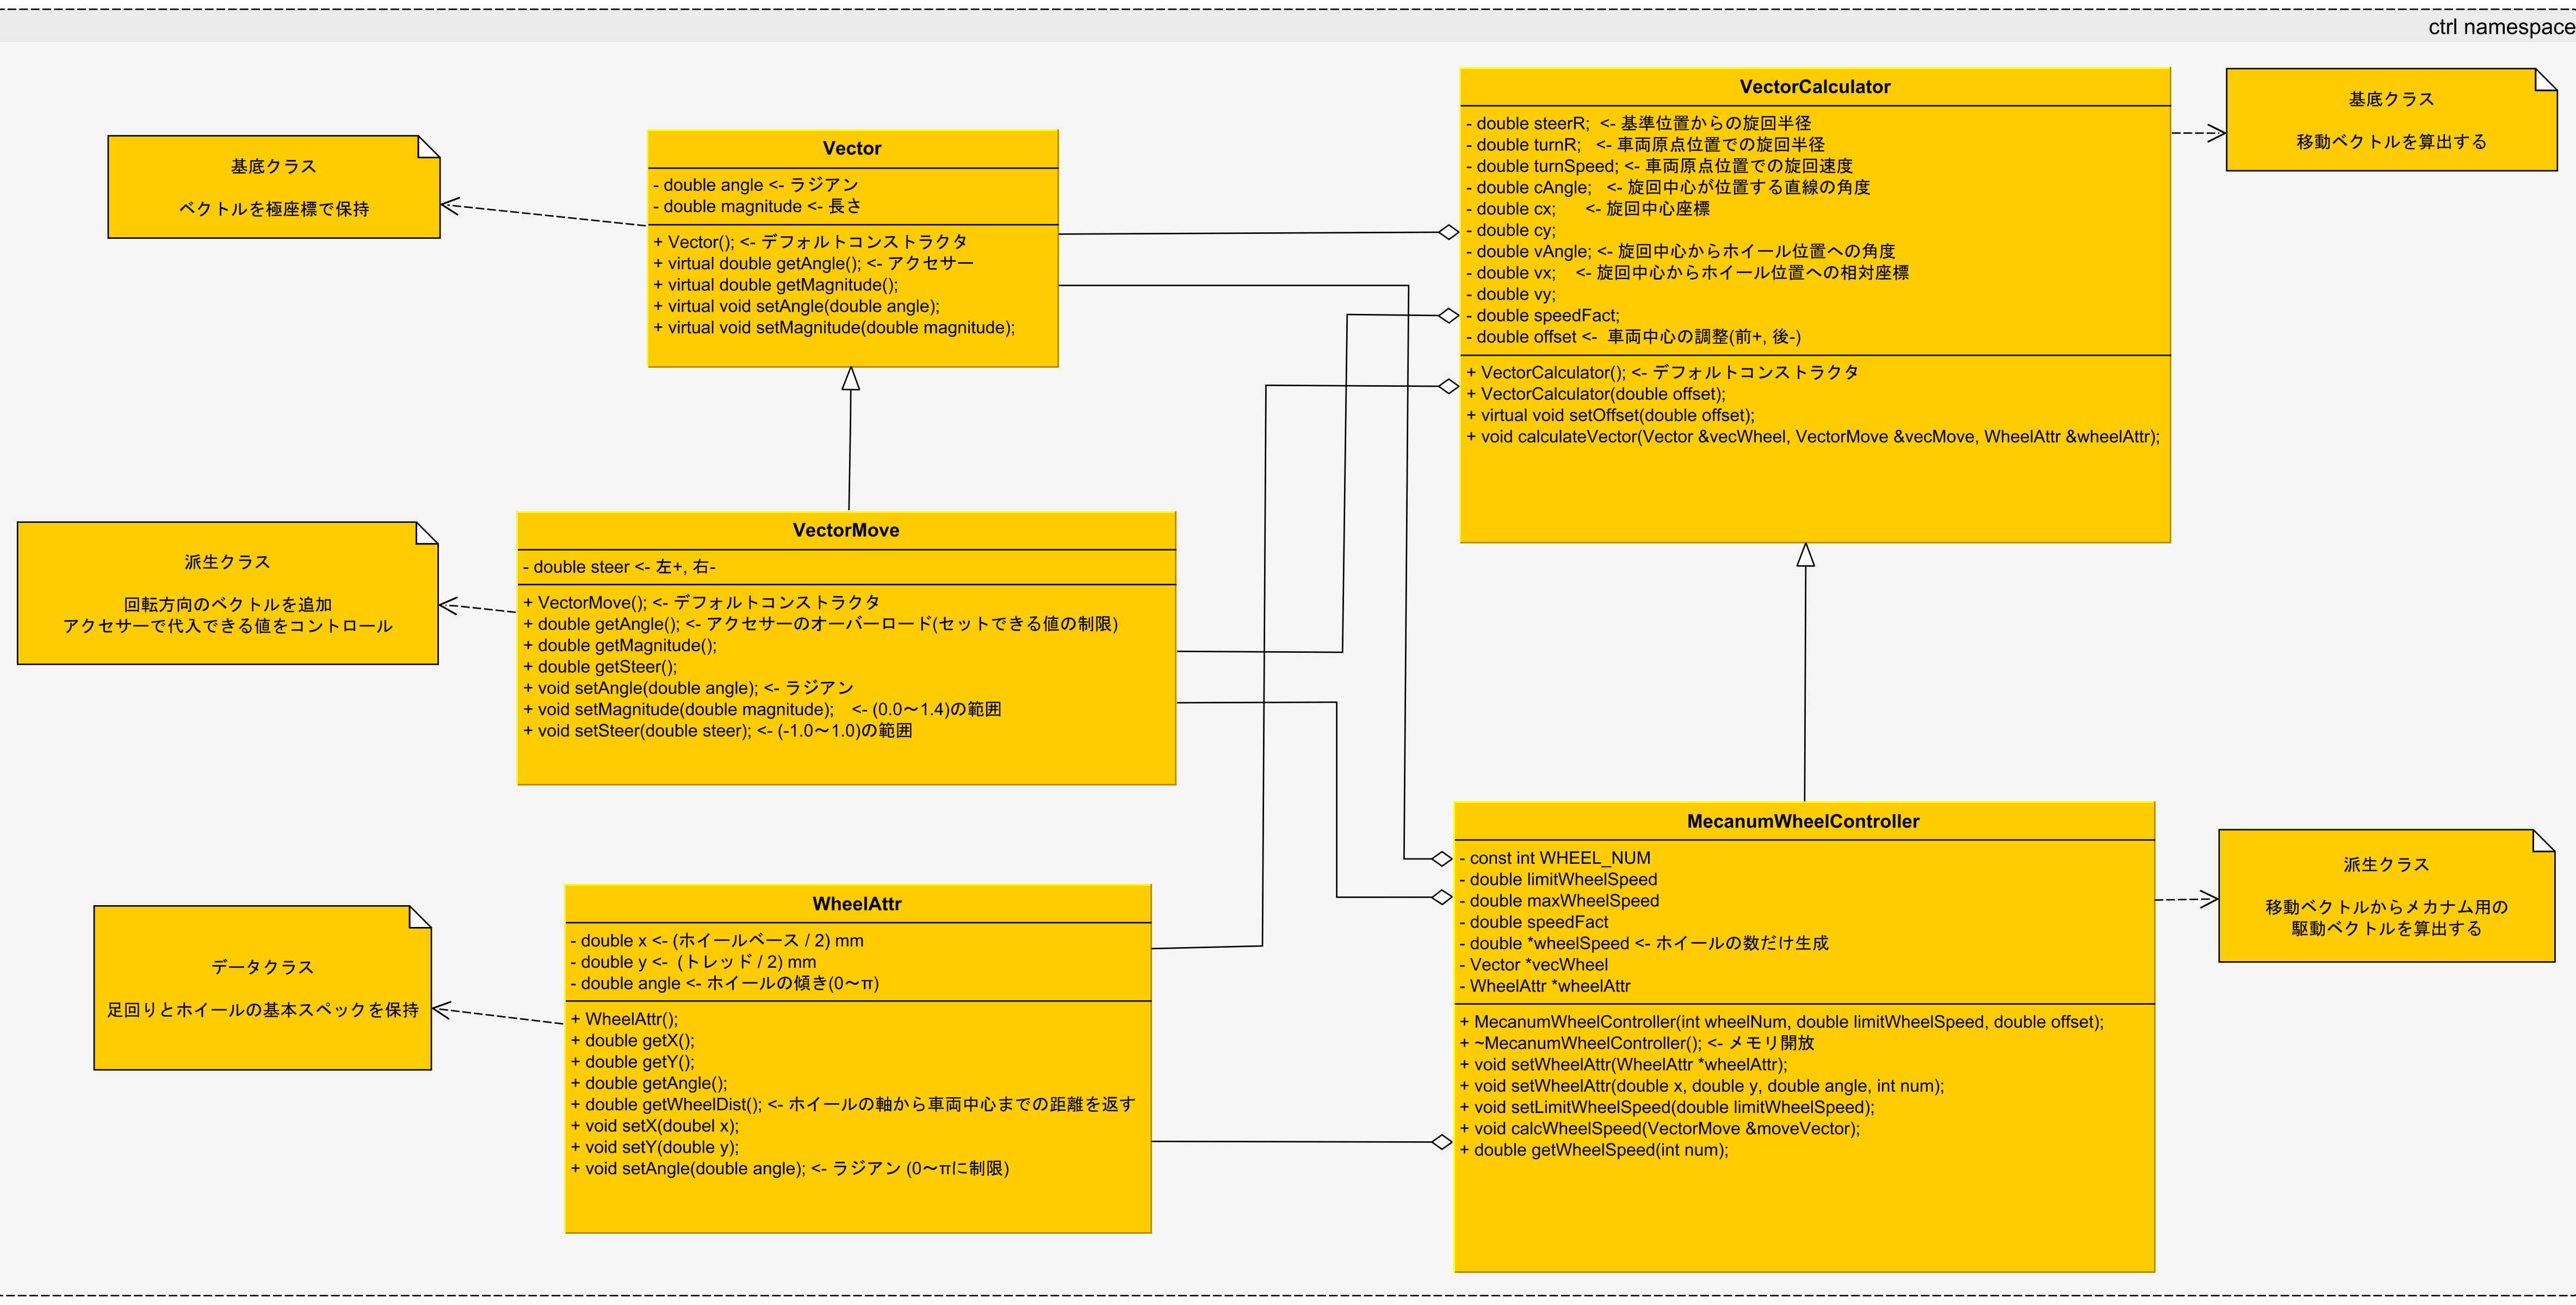 ctrl namespace
基底クラス
ベクトルを極座標で保持
Vector
- double angle <- ラジアン
- double magnitude <- 長さ
+ Vector(); <- デフォルトコンストラクタ
+ virtual double getAngle(); <- アクセサー
+ virtual double getMagnitude();
+ virtual void setAngle(double angle);
+ virtual void setMagnitude(double magnitude);
VectorCalculator
- double steerR;  <- 基準位置からの旋回半径
- double turnR;   <- 車両原点位置での旋回半径
- double turnSpeed; <- 車両原点位置での旋回速度
- double cAngle;   <- 旋回中心が位置する直線の角度
- double cx;      <- 旋回中心座標
- double cy;
- double vAngle; <- 旋回中心からホイール位置への角度
- double vx;    <- 旋回中心からホイール位置への相対座標
- double vy;
- double speedFact;
- double offset <-  車両中心の調整(前+, 後-)
+ VectorCalculator(); <- デフォルトコンストラクタ
+ VectorCalculator(double offset);
+ virtual void setOffset(double offset);
+ void calculateVector(Vector &vecWheel, VectorMove &vecMove, WheelAttr &wheelAttr);
基底クラス
移動ベクトルを算出する
派生クラス
回転方向のベクトルを追加
アクセサーで代入できる値をコントロール
VectorMove
- double steer <- 左+, 右-
+ VectorMove(); <- デフォルトコンストラクタ
+ double getAngle(); <- アクセサーのオーバーロード(セットできる値の制限)
+ double getMagnitude();
+ double getSteer();
+ void setAngle(double angle); <- ラジアン
+ void setMagnitude(double magnitude);    <- (0.0〜1.4)の範囲
+ void setSteer(double steer); <- (-1.0〜1.0)の範囲
データクラス
足回りとホイールの基本スペックを保持
WheelAttr
- double x <- (ホイールベース / 2) mm
- double y <-  (トレッド / 2) mm
- double angle <- ホイールの傾き(0〜π)
+ WheelAttr();
+ double getX();
+ double getY();
+ double getAngle();
+ double getWheelDist(); <- ホイールの軸から車両中心までの距離を返す
+ void setX(doubel x);
+ void setY(double y);
+ void setAngle(double angle); <- ラジアン (0〜πに制限)
MecanumWheelController
- const int WHEEL_NUM
- double limitWheelSpeed
- double maxWheelSpeed
- double speedFact
- double *wheelSpeed <- ホイールの数だけ生成
- Vector *vecWheel
- WheelAttr *wheelAttr
+ MecanumWheelController(int wheelNum, double limitWheelSpeed, double offset);
+ ~MecanumWheelController(); <- メモリ開放
+ void setWheelAttr(WheelAttr *wheelAttr);
+ void setWheelAttr(double x, double y, double angle, int num);
+ void setLimitWheelSpeed(double limitWheelSpeed);
+ void calcWheelSpeed(VectorMove &moveVector);
+ double getWheelSpeed(int num);
派生クラス
移動ベクトルからメカナム用の
駆動ベクトルを算出する